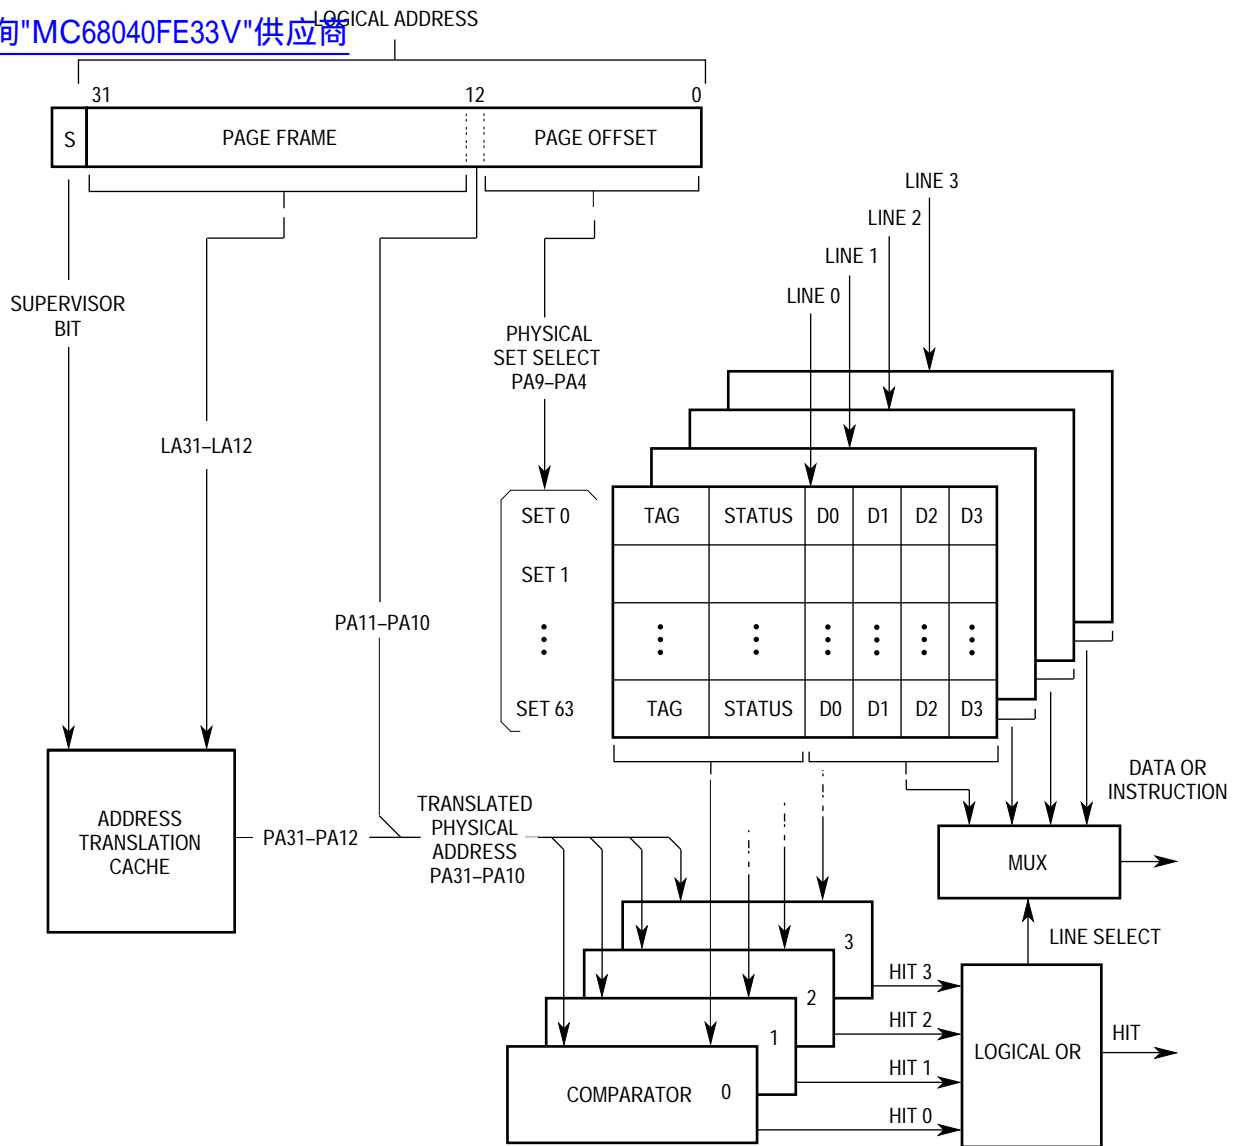 询"MC68040FE33V"供应商
LOGICAL ADDRESS
31 12 0
S PAGE FRAME PAGE OFFSET
LINE 3
LINE 2
LINE 1
LINE 0
SUPERVISOR
BIT
PHYSICAL
SET SELECT
PA9–PA4
LA31–LA12
SET 0 TAG STATUS D0 D1 D2 D3
SET 1
PA11–PA10
SET 63 TAG STATUS D0 D1 D2 D3
DATA OR
INSTRUCTION
ADDRESS
TRANSLATION
CACHE
PA31–PA12
TRANSLATED
PHYSICAL
ADDRESS
PA31–PA10
MUX
LINE SELECT
3
HIT 3
2
HIT 2
1
HIT 1
LOGICAL OR
HIT
COMPARATOR 0
HIT 0